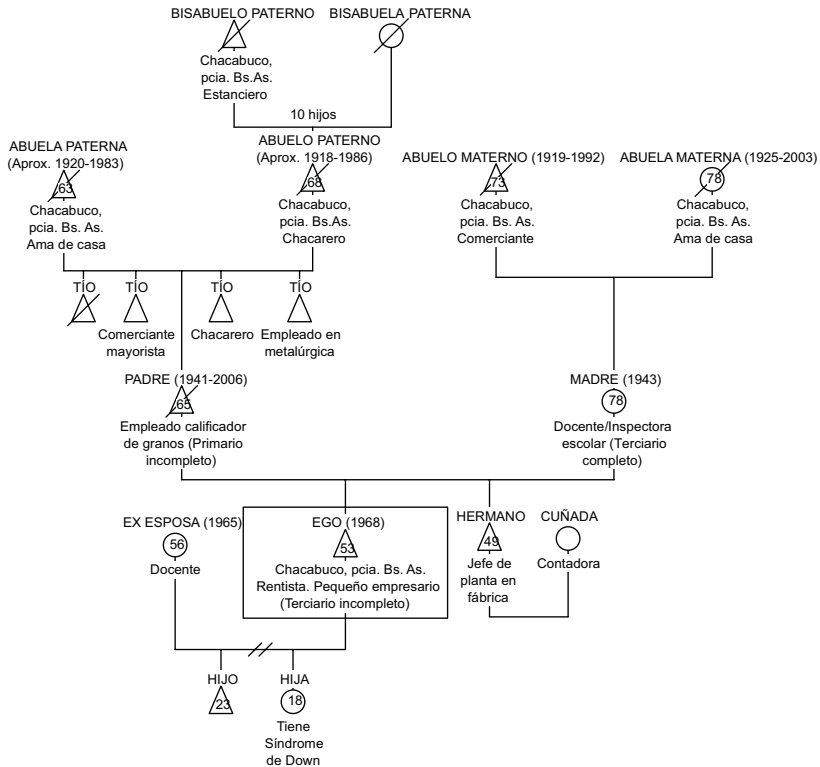 BISABUELO PATERNO
BISABUELA PATERNA
Chacabuco,
pcia. Bs.As.
Estanciero
10 hijos
ABUELA PATERNA
(Aprox. 1920-1983)
63
Chacabuco,
pcia. Bs. As.
Ama de casa
ABUELO PATERNO
(Aprox. 1918-1986)
68
Chacabuco,
pcia. Bs.As.
Chacarero
ABUELO MATERNO (1919-1992)
73
Chacabuco,
pcia. Bs. As.
Comerciante
ABUELA MATERNA (1925-2003)
78
Chacabuco,
pcia. Bs. As.
Ama de casa
TÍO
TÍO
Comerciante
mayorista
TÍO
Chacarero
TÍO
Empleado en
metalúrgica
PADRE (1941-2006)
65
Empleado calificador
de granos (Primario
incompleto)
MADRE (1943)
78
Docente/Inspectora
escolar (Terciario
completo)
EX ESPOSA (1965)
56
Docente
EGO (1968)
53
Chacabuco, pcia. Bs. As.
Rentista. Pequeño empresario
(Terciario incompleto)
HERMANO
49
Jefe de
planta en
fábrica
CUÑADA
Contadora
HIJO
23
HIJA
18
Tiene
Síndrome
de Down